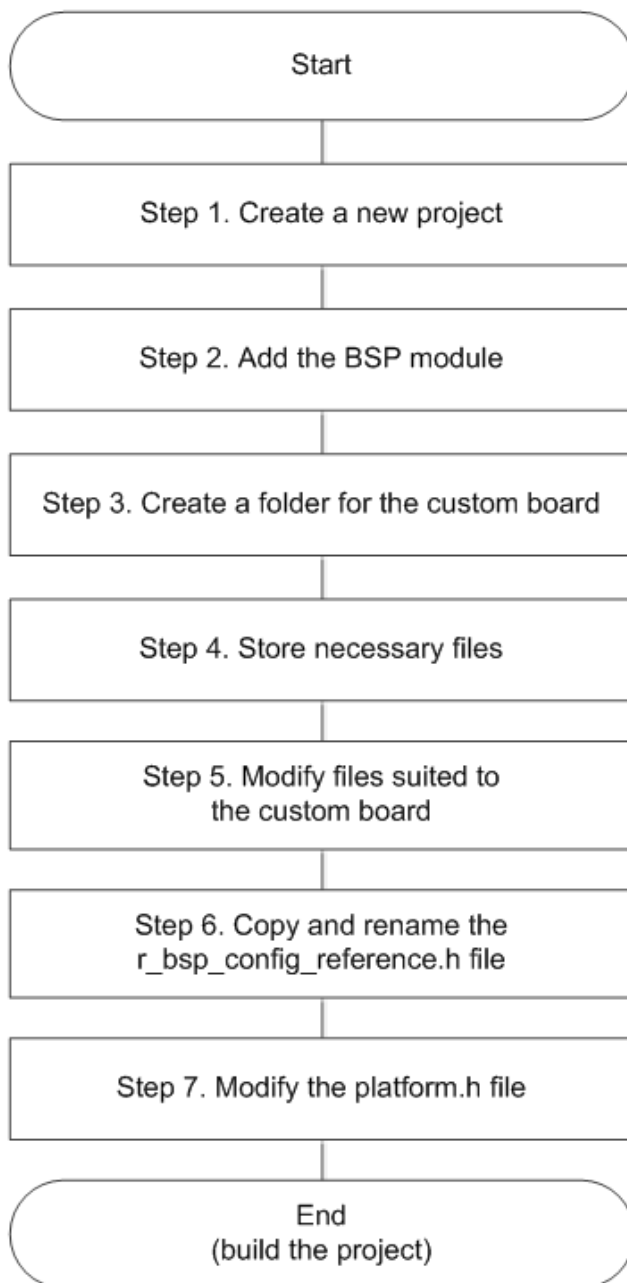 Start
Step 1. Create a new project
Step 2. Add the BSP module
Step 3. Create a folder for the custom board
Step 4. Store necessary files
Step 5. Modify files suited to
the custom board
Step 6. Copy and rename the
r_bsp_config_reference.h file
Step 7. Modify the platform.h file
End
(build the project)